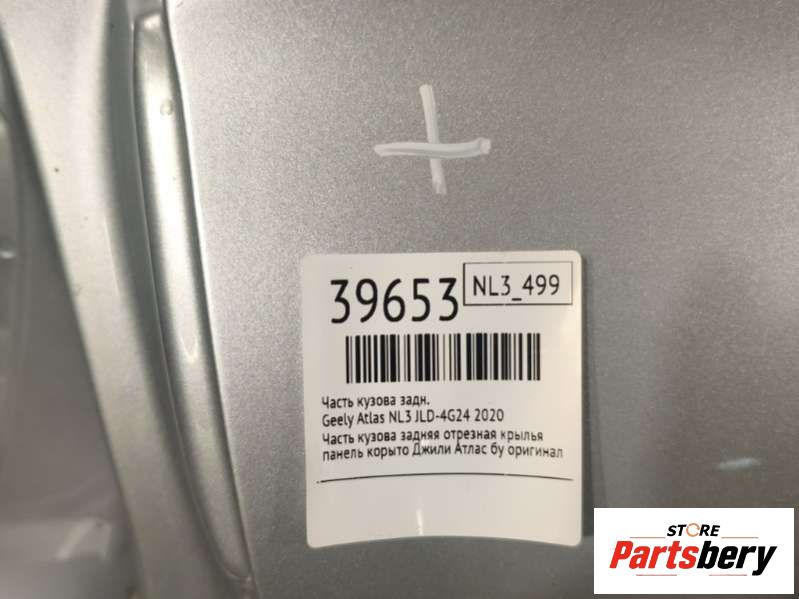 39653
NL3_499
Часть кузова задн.
Geely Atlas NL3 JLD-4G24 2020
Часть кузова задняя отрезная крылья
панель корыто Джили Атлас бу оригинал
STORE
Partsbery